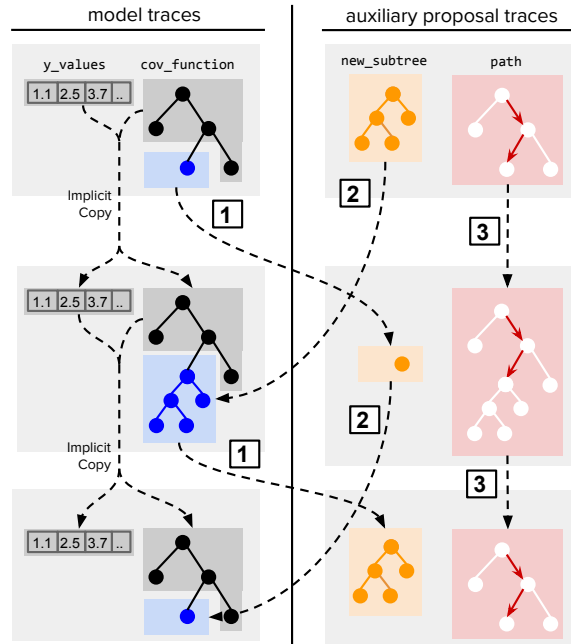 model traces
auxiliary proposal traces
y_values
cov_function
new_subtree
path
1.1 2.5 3.7 ..
Implicit
Copy
1
2
3
1.1 2.5 3.7 ..
Implicit
Copy
1
2
3
1.1 2.5 3.7 ..